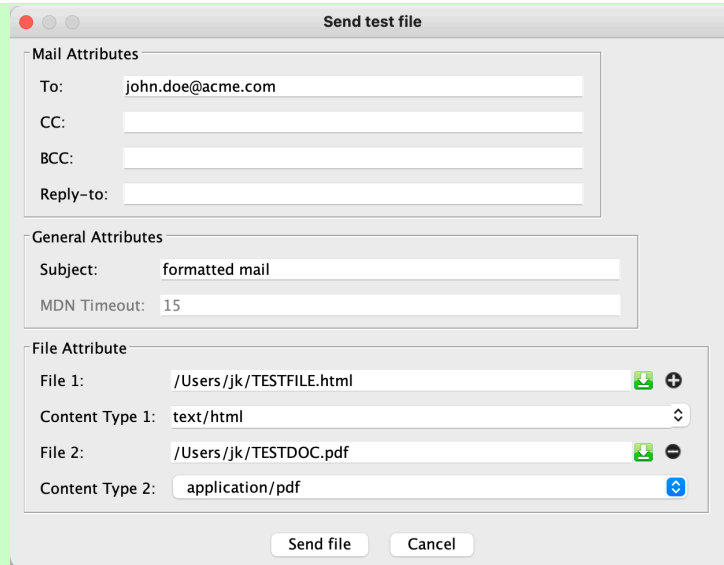 Send test file
Mail Attributes
To: john.doe@acme.com
CC:
BCC:
Reply-to:
General Attributes
Subject: formatted mail
MDN Timeout: 15
File Attribute
File 1: /Users/jk/TESTFILE.html
Content Type 1: text/html
File 2: /Users/jk/TESTDOC.pdf
Content Type 2: application/pdf
Send file Cancel